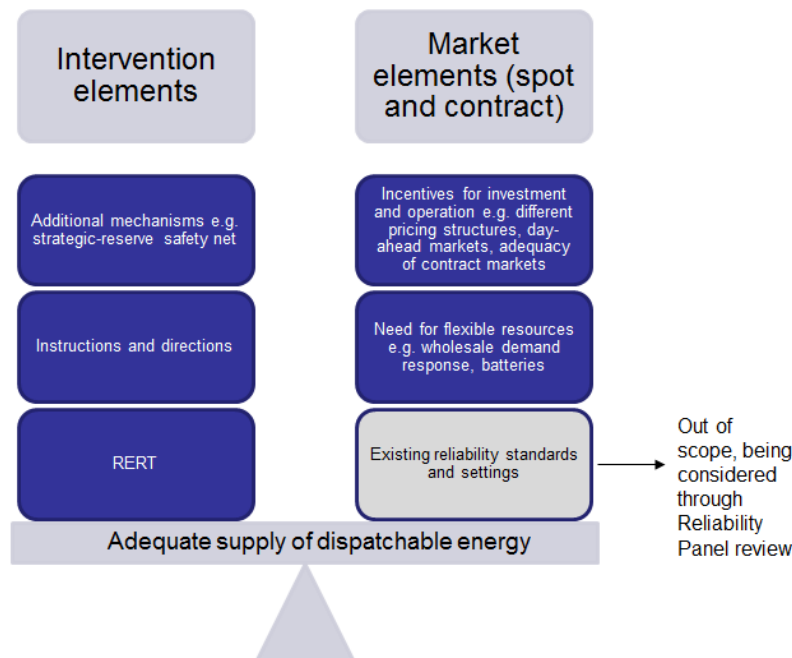 Intervention
elements
Market
elements (spot
and contract)
Additional mechanisms e.g.
strategic-reserve safety net
Incentives for investment
and operation e.g. different
pricing structures, day-
ahead markets, adequacy
of contract markets
Instructions and directions
Need for flexible resources
e.g. wholesale demand
response, batteries
RERT
Existing reliability standards
and settings
Out of
scope, being
considered
through
Reliability
Panel review
Adequate supply of dispatchable energy